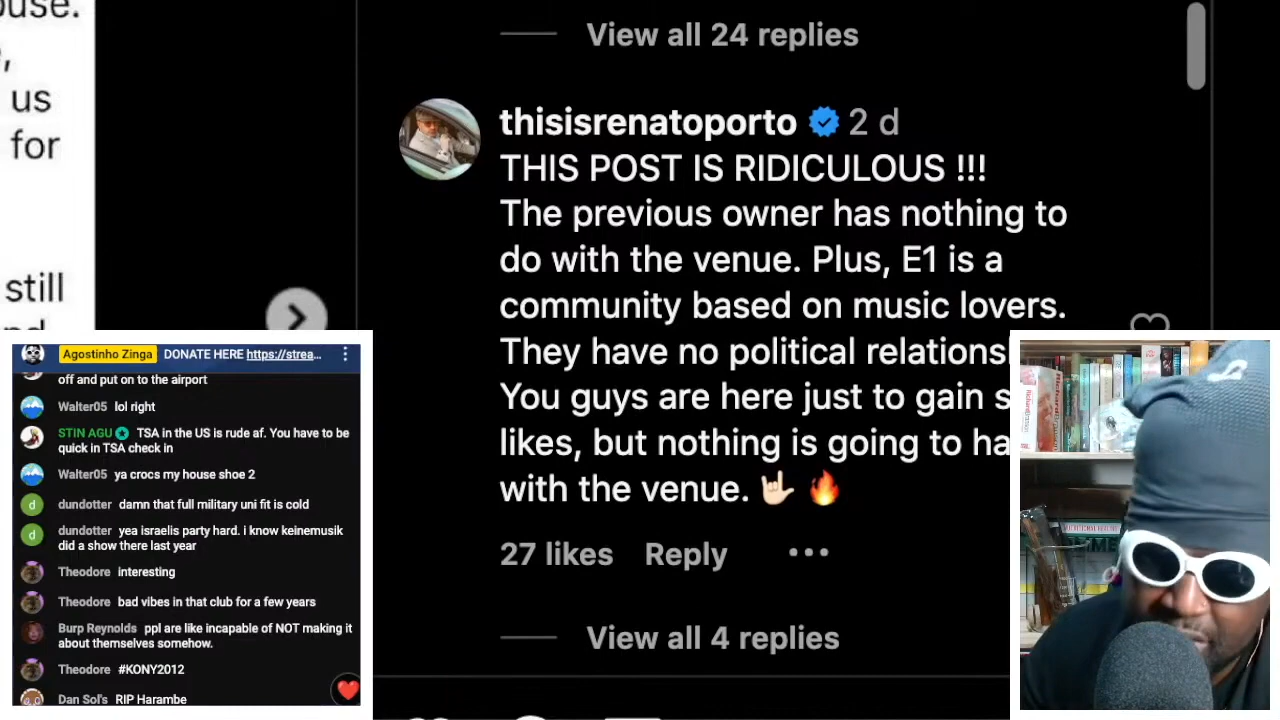 ouse.
us
for
still
View all 24 replies
thisisrenatoporto 2 d
THIS POST IS RIDICULOUS !!!
The previous owner has nothing to
do with the venue. Plus, E1 is a
community based on music lovers.
They have no political relations
You guys are here just to gain s
likes, but nothing is going to ha
with the venue. 🤟🏻 🔥
27 likes Reply •••
View all 4 replies
Agostinho Zinga DONATE HERE https://strea...
off and put on to the airport
Walter05 lol right
STIN AGU TSA in the US is rude af. You have to be
quick in TSA check in
Walter05 ya crocs my house shoe 2
d dundotter damn that full military uni fit is cold
d dundotter yea israelis party hard. i know keinemusik
did a show there last year
Theodore interesting
Theodore bad vibes in that club for a few years
Burp Reynolds ppl are like incapable of NOT making it
about themselves somehow.
Theodore #KONY2012
Dan Sol's RIP Harambe